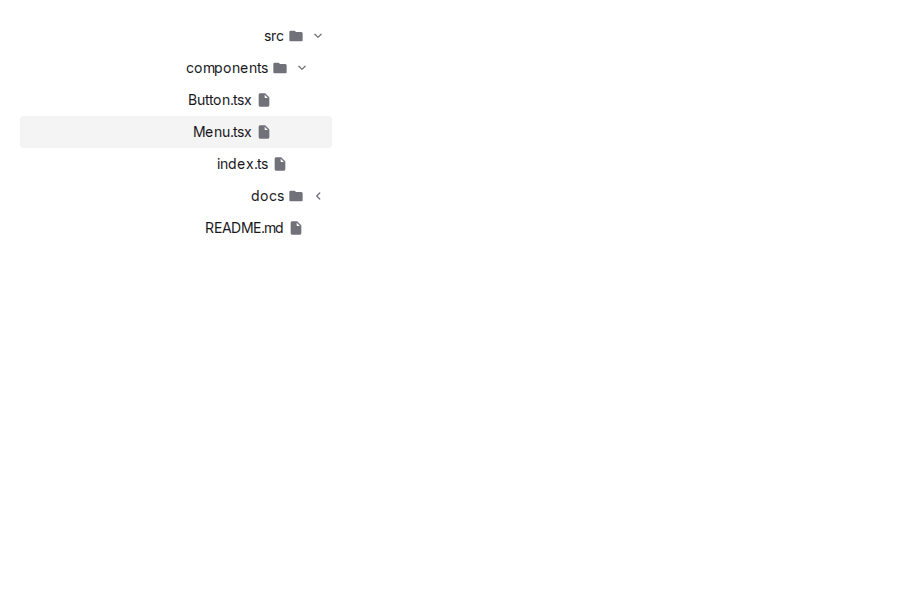 src
components
Button.tsx
Menu.tsx
index.ts
docs
README.md